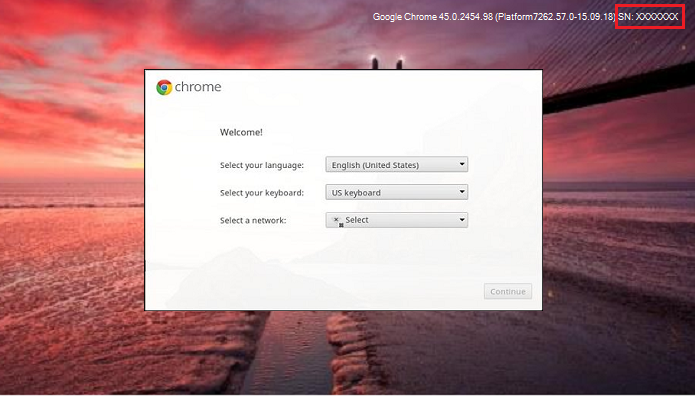 Google Chrome 45.0.2454.98 (Platform7262.57.0-15.09.18) SN: XXXXXXX
chrome
Welcome!
Select your language: English (United States)
Select your keyboard: US keyboard
Select a network: Select
Continue